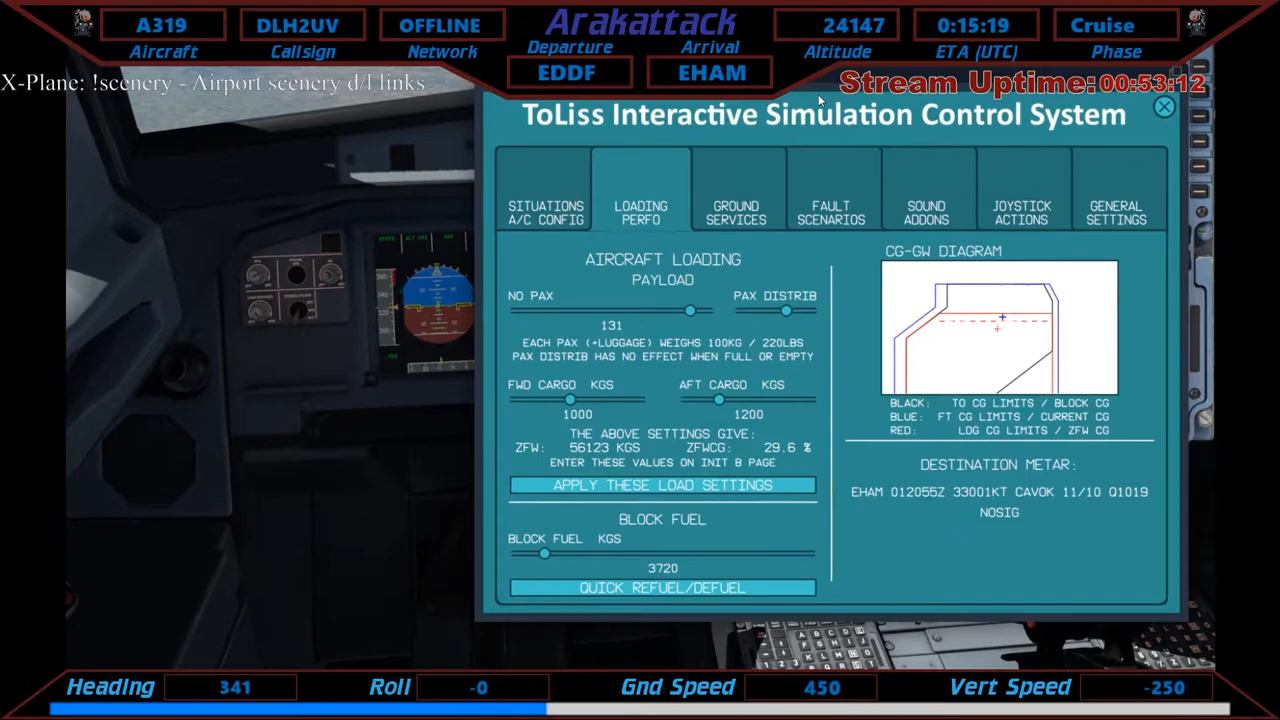 A319
DLH2UV
OFFLINE
Arakattack
24147
0:15:19
Cruise
Aircraft
Callsign
Network
Departure
Arrival
Altitude
ETA (UTC)
Phase
EDDF
EHAM
X-Plane: !scenery - Airport scenery d/l links
Stream Uptime: 00:53:12
ToLiss Interactive Simulation Control System
SITUATIONS A/C CONFIG
LOADING PERFO
GROUND SERVICES
FAULT SCENARIOS
SOUND ADDONS
JOYSTICK ACTIONS
GENERAL SETTINGS
AIRCRAFT LOADING
PAYLOAD
NO PAX
PAX DISTRIB
131
EACH PAX (+LUGGAGE) WEIGHS 100KG / 220LBS
PAX DISTRIB HAS NO EFFECT WHEN FULL OR EMPTY
FWD CARGO KGS
AFT CARGO KGS
1000
1200
THE ABOVE SETTINGS GIVE:
ZFW: 56123 KGS ZFWCG: 29.6 %
ENTER THESE VALUES ON INIT B PAGE
APPLY THESE LOAD SETTINGS
BLOCK FUEL
BLOCK FUEL KGS
3720
QUICK REFUEL/DEFUEL
CG-GW DIAGRAM
BLACK: TO CG LIMITS / BLOCK CG
BLUE: FT CG LIMITS / CURRENT CG
RED: LDG CG LIMITS / ZFW CG
DESTINATION METAR:
EHAM 012055Z 33001KT CAVOK 11/10 Q1019
NOSIG
Heading
341
Roll
-0
Gnd Speed
450
Vert Speed
-250